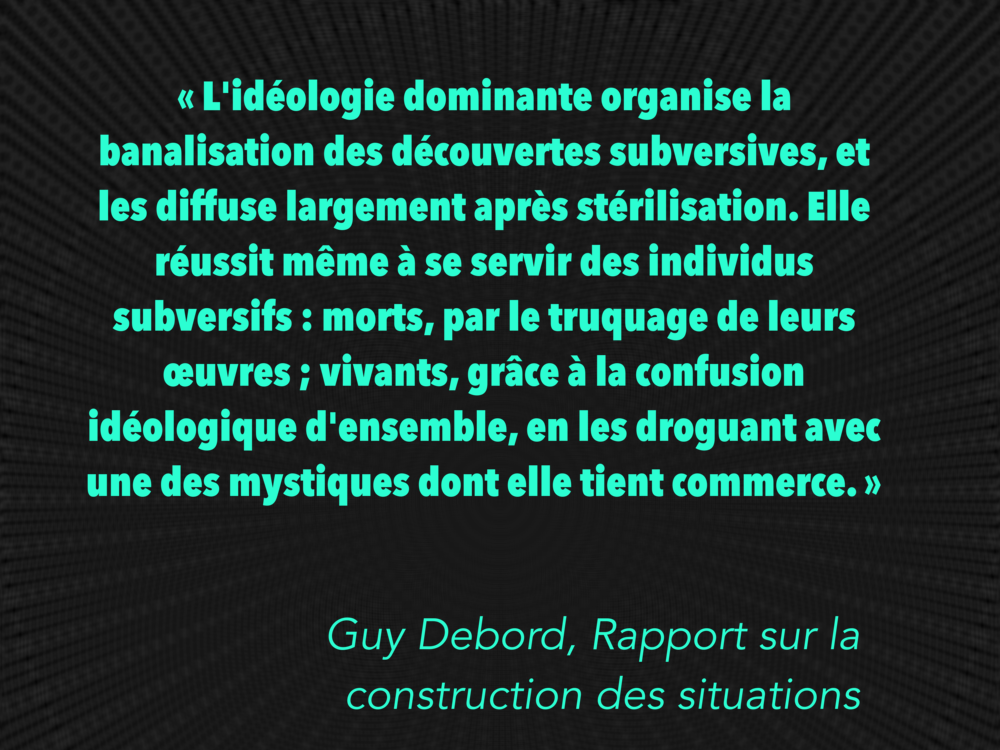 « L'idéologie dominante organise la
banalisation des découvertes subversives, et
les diffuse largement après stérilisation. Elle
réussit même à se servir des individus
subversifs : morts, par le truquage de leurs
œuvres ; vivants, grâce à la confusion
idéologique d'ensemble, en les droguant avec
une des mystiques dont elle tient commerce. »
Guy Debord, Rapport sur la
construction des situations